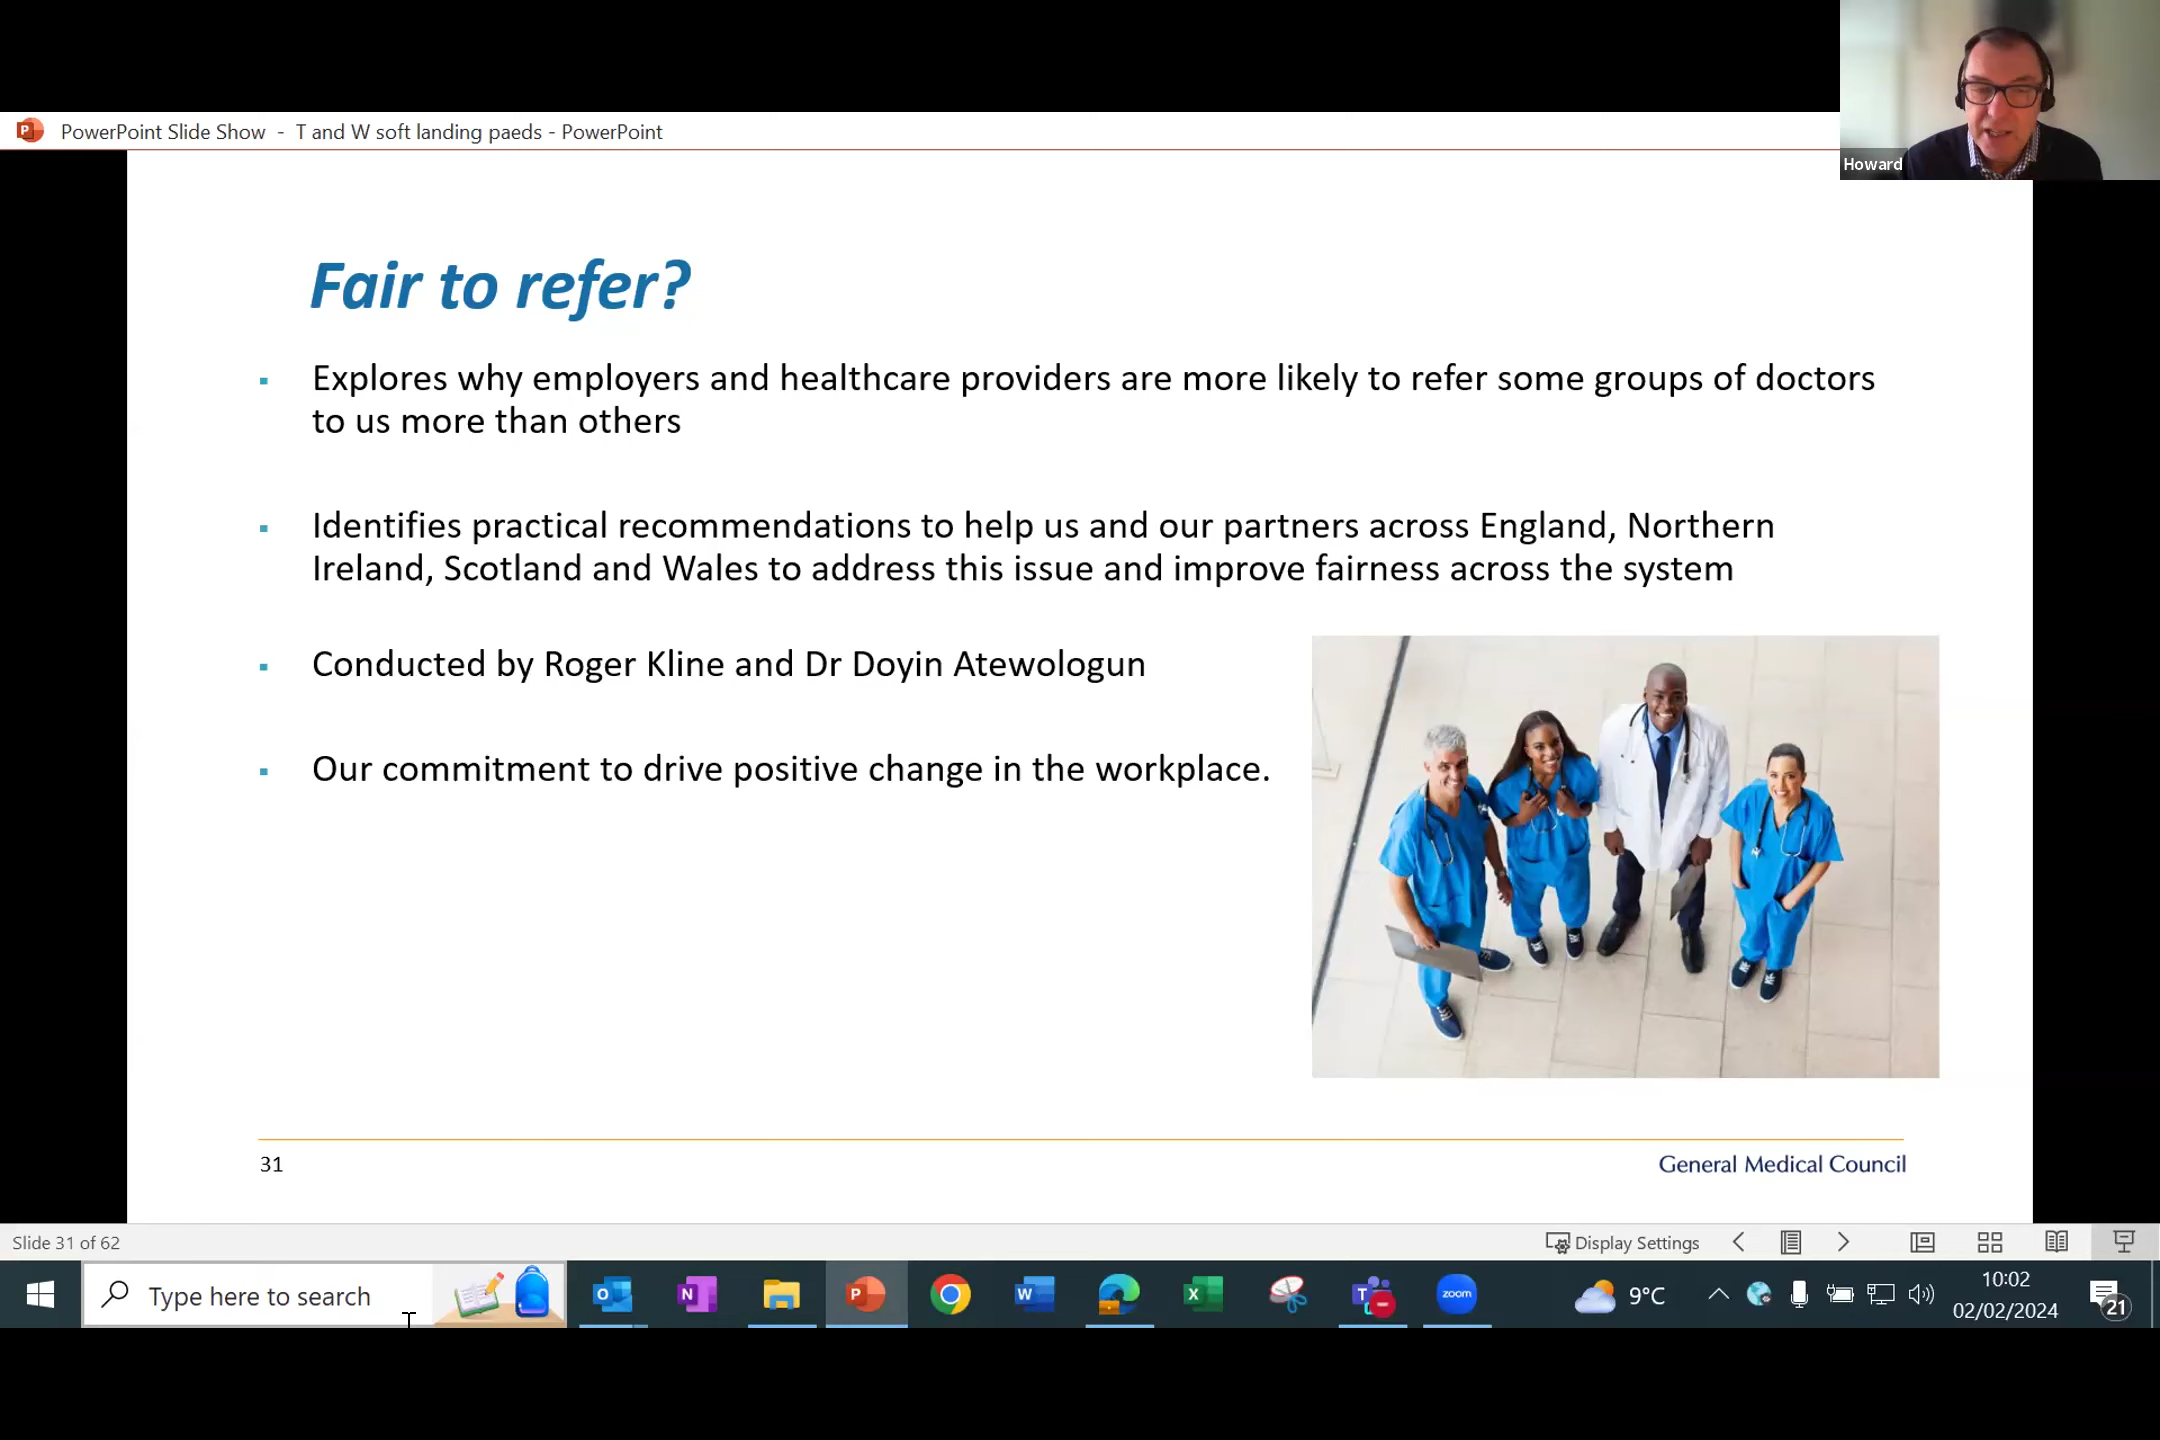 Howard
PowerPoint Slide Show - T and W soft landing paeds - PowerPoint
Fair to refer?
Explores why employers and healthcare providers are more likely to refer some groups of doctors
to us more than others
Identifies practical recommendations to help us and our partners across England, Northern
Ireland, Scotland and Wales to address this issue and improve fairness across the system
Conducted by Roger Kline and Dr Doyin Atewologun
Our commitment to drive positive change in the workplace.
31
General Medical Council
Slide 31 of 62
Display Settings
Type here to search
zoom
9°C
10:02
02/02/2024
21